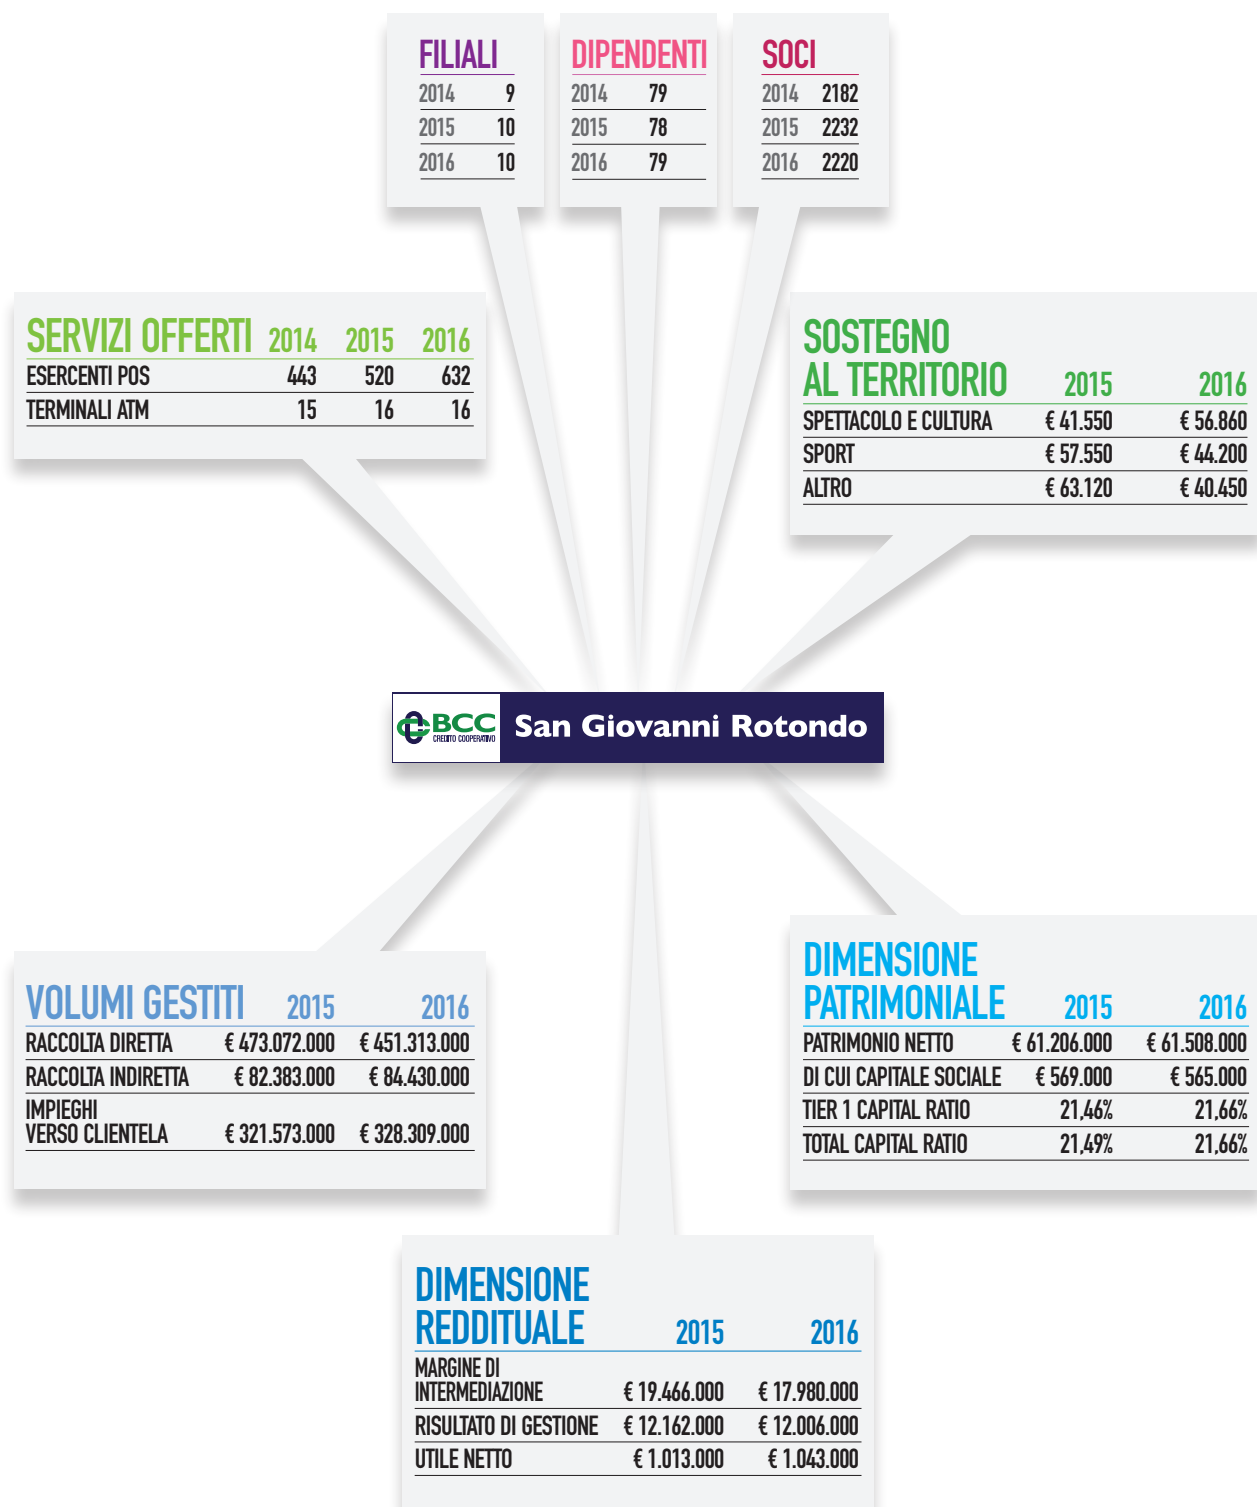 FILIALI
2014 9
2015 10
2016 10
DIPENDENTI
2014 79
2015 78
2016 79
SOCI
2014 2182
2015 2232
2016 2220
SERVIZI OFFERTI 2014 2015 2016
ESERCENTI POS 443 520 632
TERMINALI ATM 15 16 16
SOSTEGNO
AL TERRITORIO 2015 2016
SPETTACOLO E CULTURA € 41.550 € 56.860
SPORT € 57.550 € 44.200
ALTRO € 63.120 € 40.450
BCC
CREDITO COOPERATIVO
San Giovanni Rotondo
VOLUMI GESTITI 2015 2016
RACCOLTA DIRETTA € 473.072.000 € 451.313.000
RACCOLTA INDIRETTA € 82.383.000 € 84.430.000
IMPIEGHI
VERSO CLIENTELA € 321.573.000 € 328.309.000
DIMENSIONE
PATRIMONIALE 2015 2016
PATRIMONIO NETTO € 61.206.000 € 61.508.000
DI CUI CAPITALE SOCIALE € 569.000 € 565.000
TIER 1 CAPITAL RATIO 21,46% 21,66%
TOTAL CAPITAL RATIO 21,49% 21,66%
DIMENSIONE
REDDITUALE 2015 2016
MARGINE DI
INTERMEDIAZIONE € 19.466.000 € 17.980.000
RISULTATO DI GESTIONE € 12.162.000 € 12.006.000
UTILE NETTO € 1.013.000 € 1.043.000